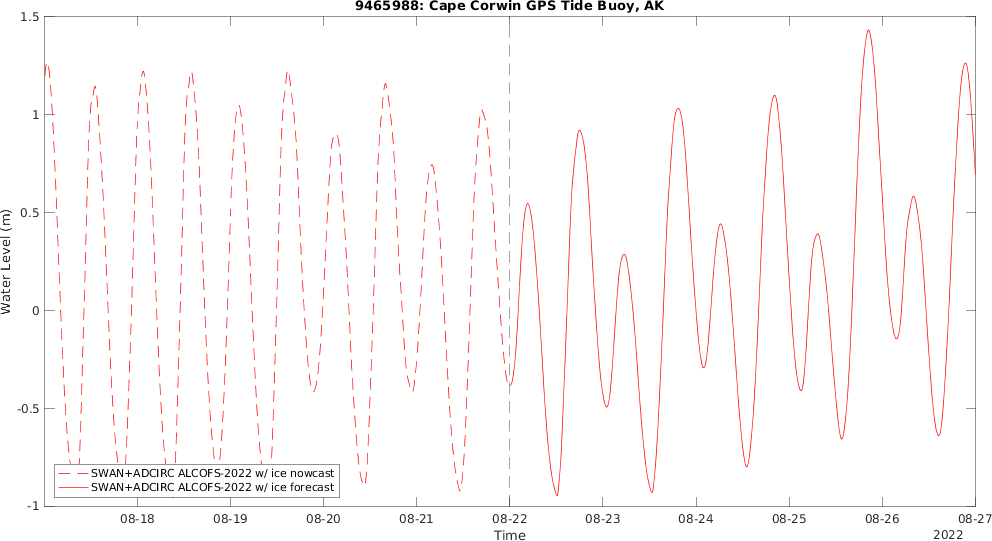 9465988: Cape Corwin GPS Tide Buoy, AK
1.5
1
0.5
0
-0.5
-1
Water Level (m)
SWAN+ADCIRC ALCOFS-2022 w/ ice nowcast
SWAN+ADCIRC ALCOFS-2022 w/ ice forecast
08-18 08-19 08-20 08-21 08-22 08-23 08-24 08-25 08-26 08-27
Time
2022